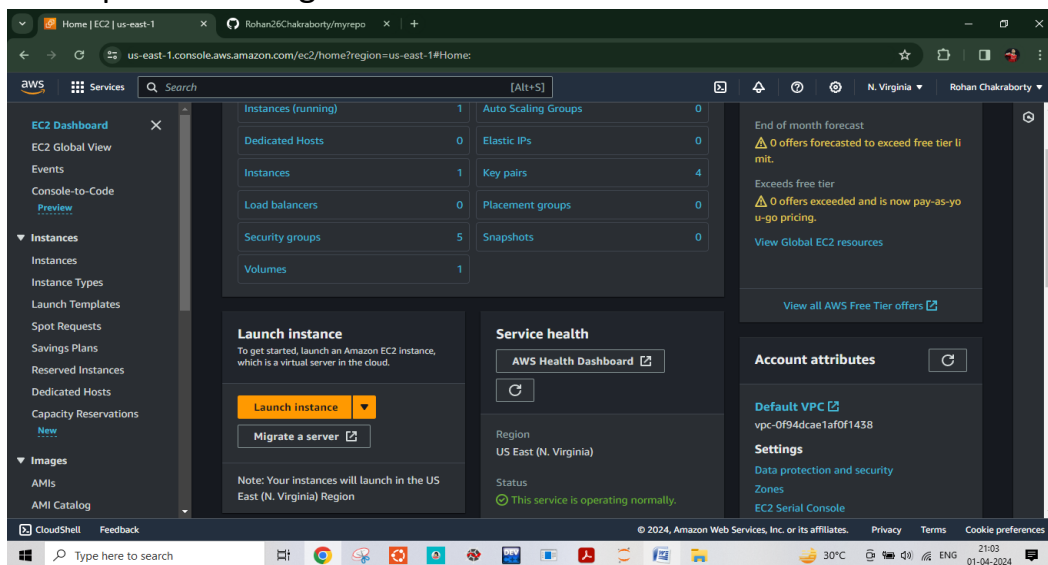 Home | EC2 | us-east-1
Rohan26Chakraborty/myrepo
us-east-1.console.aws.amazon.com/ec2/home?region=us-east-1#Home:
aws Services Search [Alt+S] N. Virginia ▼ Rohan Chakraborty ▼
EC2 Dashboard
EC2 Global View
Events
Console-to-Code
Preview
Instances
Instances
Instance Types
Launch Templates
Spot Requests
Savings Plans
Reserved Instances
Dedicated Hosts
Capacity Reservations
New
Images
AMIs
AMI Catalog
Instances (running) 1 Auto Scaling Groups 0
Dedicated Hosts 0 Elastic IPs 0
Instances 1 Key pairs 4
Load balancers 0 Placement groups 0
Security groups 5 Snapshots 0
Volumes 1
Launch instance
To get started, launch an Amazon EC2 instance,
which is a virtual server in the cloud.
Launch instance
Migrate a server
Note: Your instances will launch in the US
East (N. Virginia) Region
Service health
AWS Health Dashboard
Region
US East (N. Virginia)
Status
This service is operating normally.
End of month forecast
0 offers forecasted to exceed free tier li
mit.
Exceeds free tier
0 offers exceeded and is now pay-as-yo
u-go pricing.
View Global EC2 resources
View all AWS Free Tier offers
Account attributes
Default VPC
vpc-0f94dcae1af0f1438
Settings
Data protection and security
Zones
EC2 Serial Console
CloudShell Feedback © 2024, Amazon Web Services, Inc. or its affiliates. Privacy Terms Cookie preferences
Type here to search DEV 30°C ENG 21:03
01-04-2024